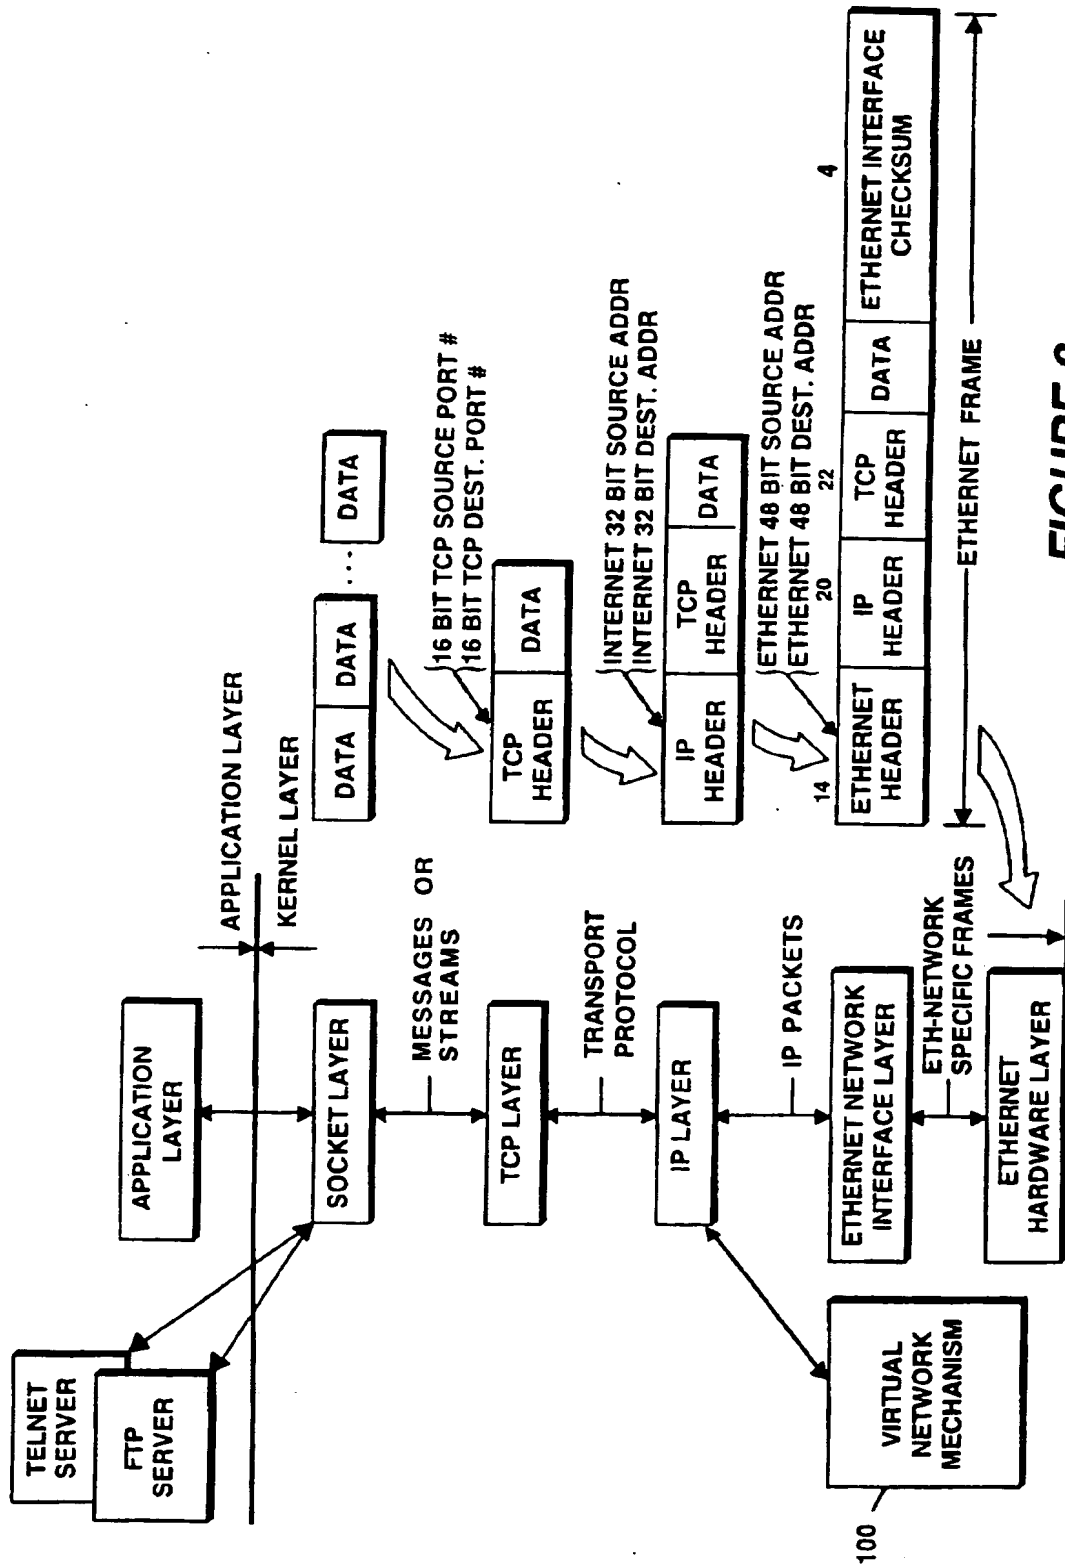 TELNET
SERVER
FTP
SERVER
APPLICATION
LAYER
APPLICATION LAYER
KERNEL LAYER
SOCKET LAYER
DATA
DATA
....
DATA
MESSAGES OR
STREAMS
16 BIT TCP SOURCE PORT #
16 BIT TCP DEST. PORT #
TCP LAYER
TCP
HEADER
DATA
TRANSPORT
PROTOCOL
INTERNET 32 BIT SOURCE ADDR
INTERNET 32 BIT DEST. ADDR
IP LAYER
IP
HEADER
TCP
HEADER
DATA
IP PACKETS
ETHERNET 48 BIT SOURCE ADDR
ETHERNET 48 BIT DEST. ADDR
14
20
22
4
100
VIRTUAL
NETWORK
MECHANISM
ETHERNET NETWORK
INTERFACE LAYER
ETHERNET
HEADER
IP
HEADER
TCP
HEADER
DATA
ETHERNET INTERFACE
CHECKSUM
ETH-NETWORK
SPECIFIC FRAMES
ETHERNET FRAME
ETHERNET
HARDWARE LAYER
FIGURE